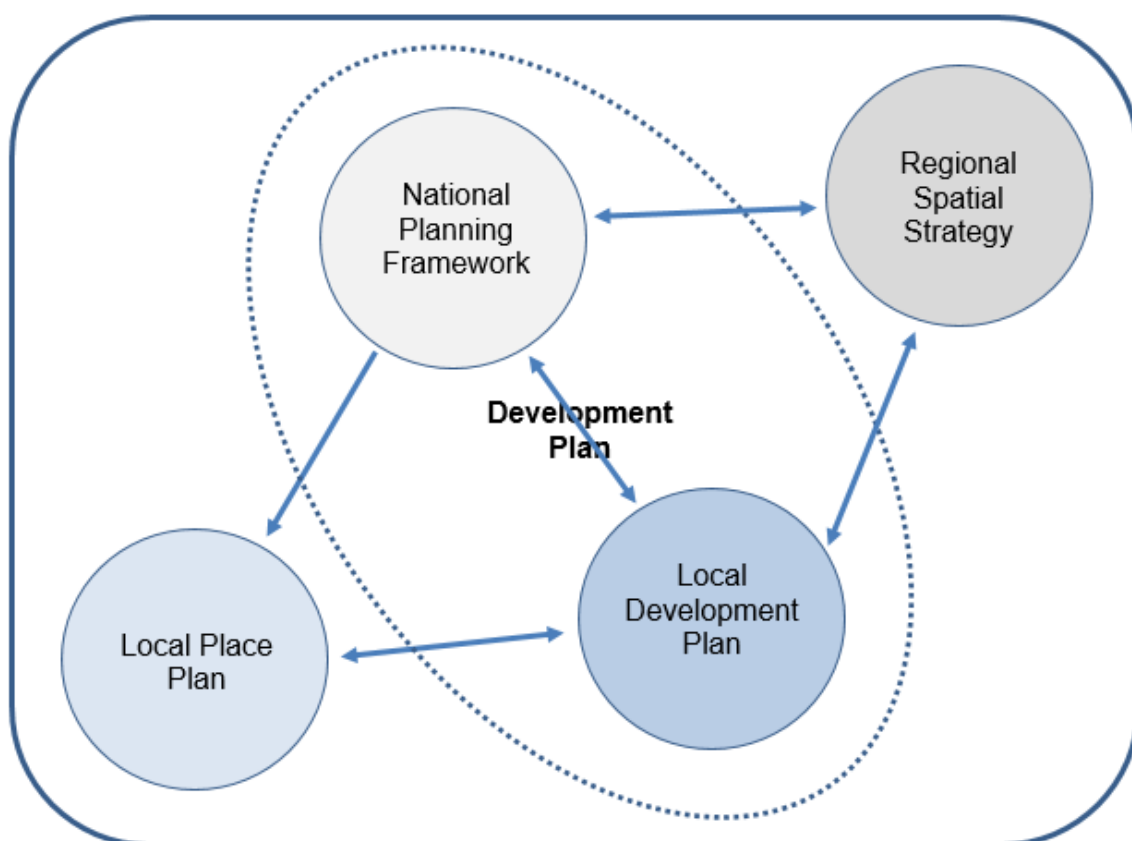 National
Planning
Framework
Regional
Spatial
Strategy
Development
Plan
Local Place
Plan
Local
Development
Plan